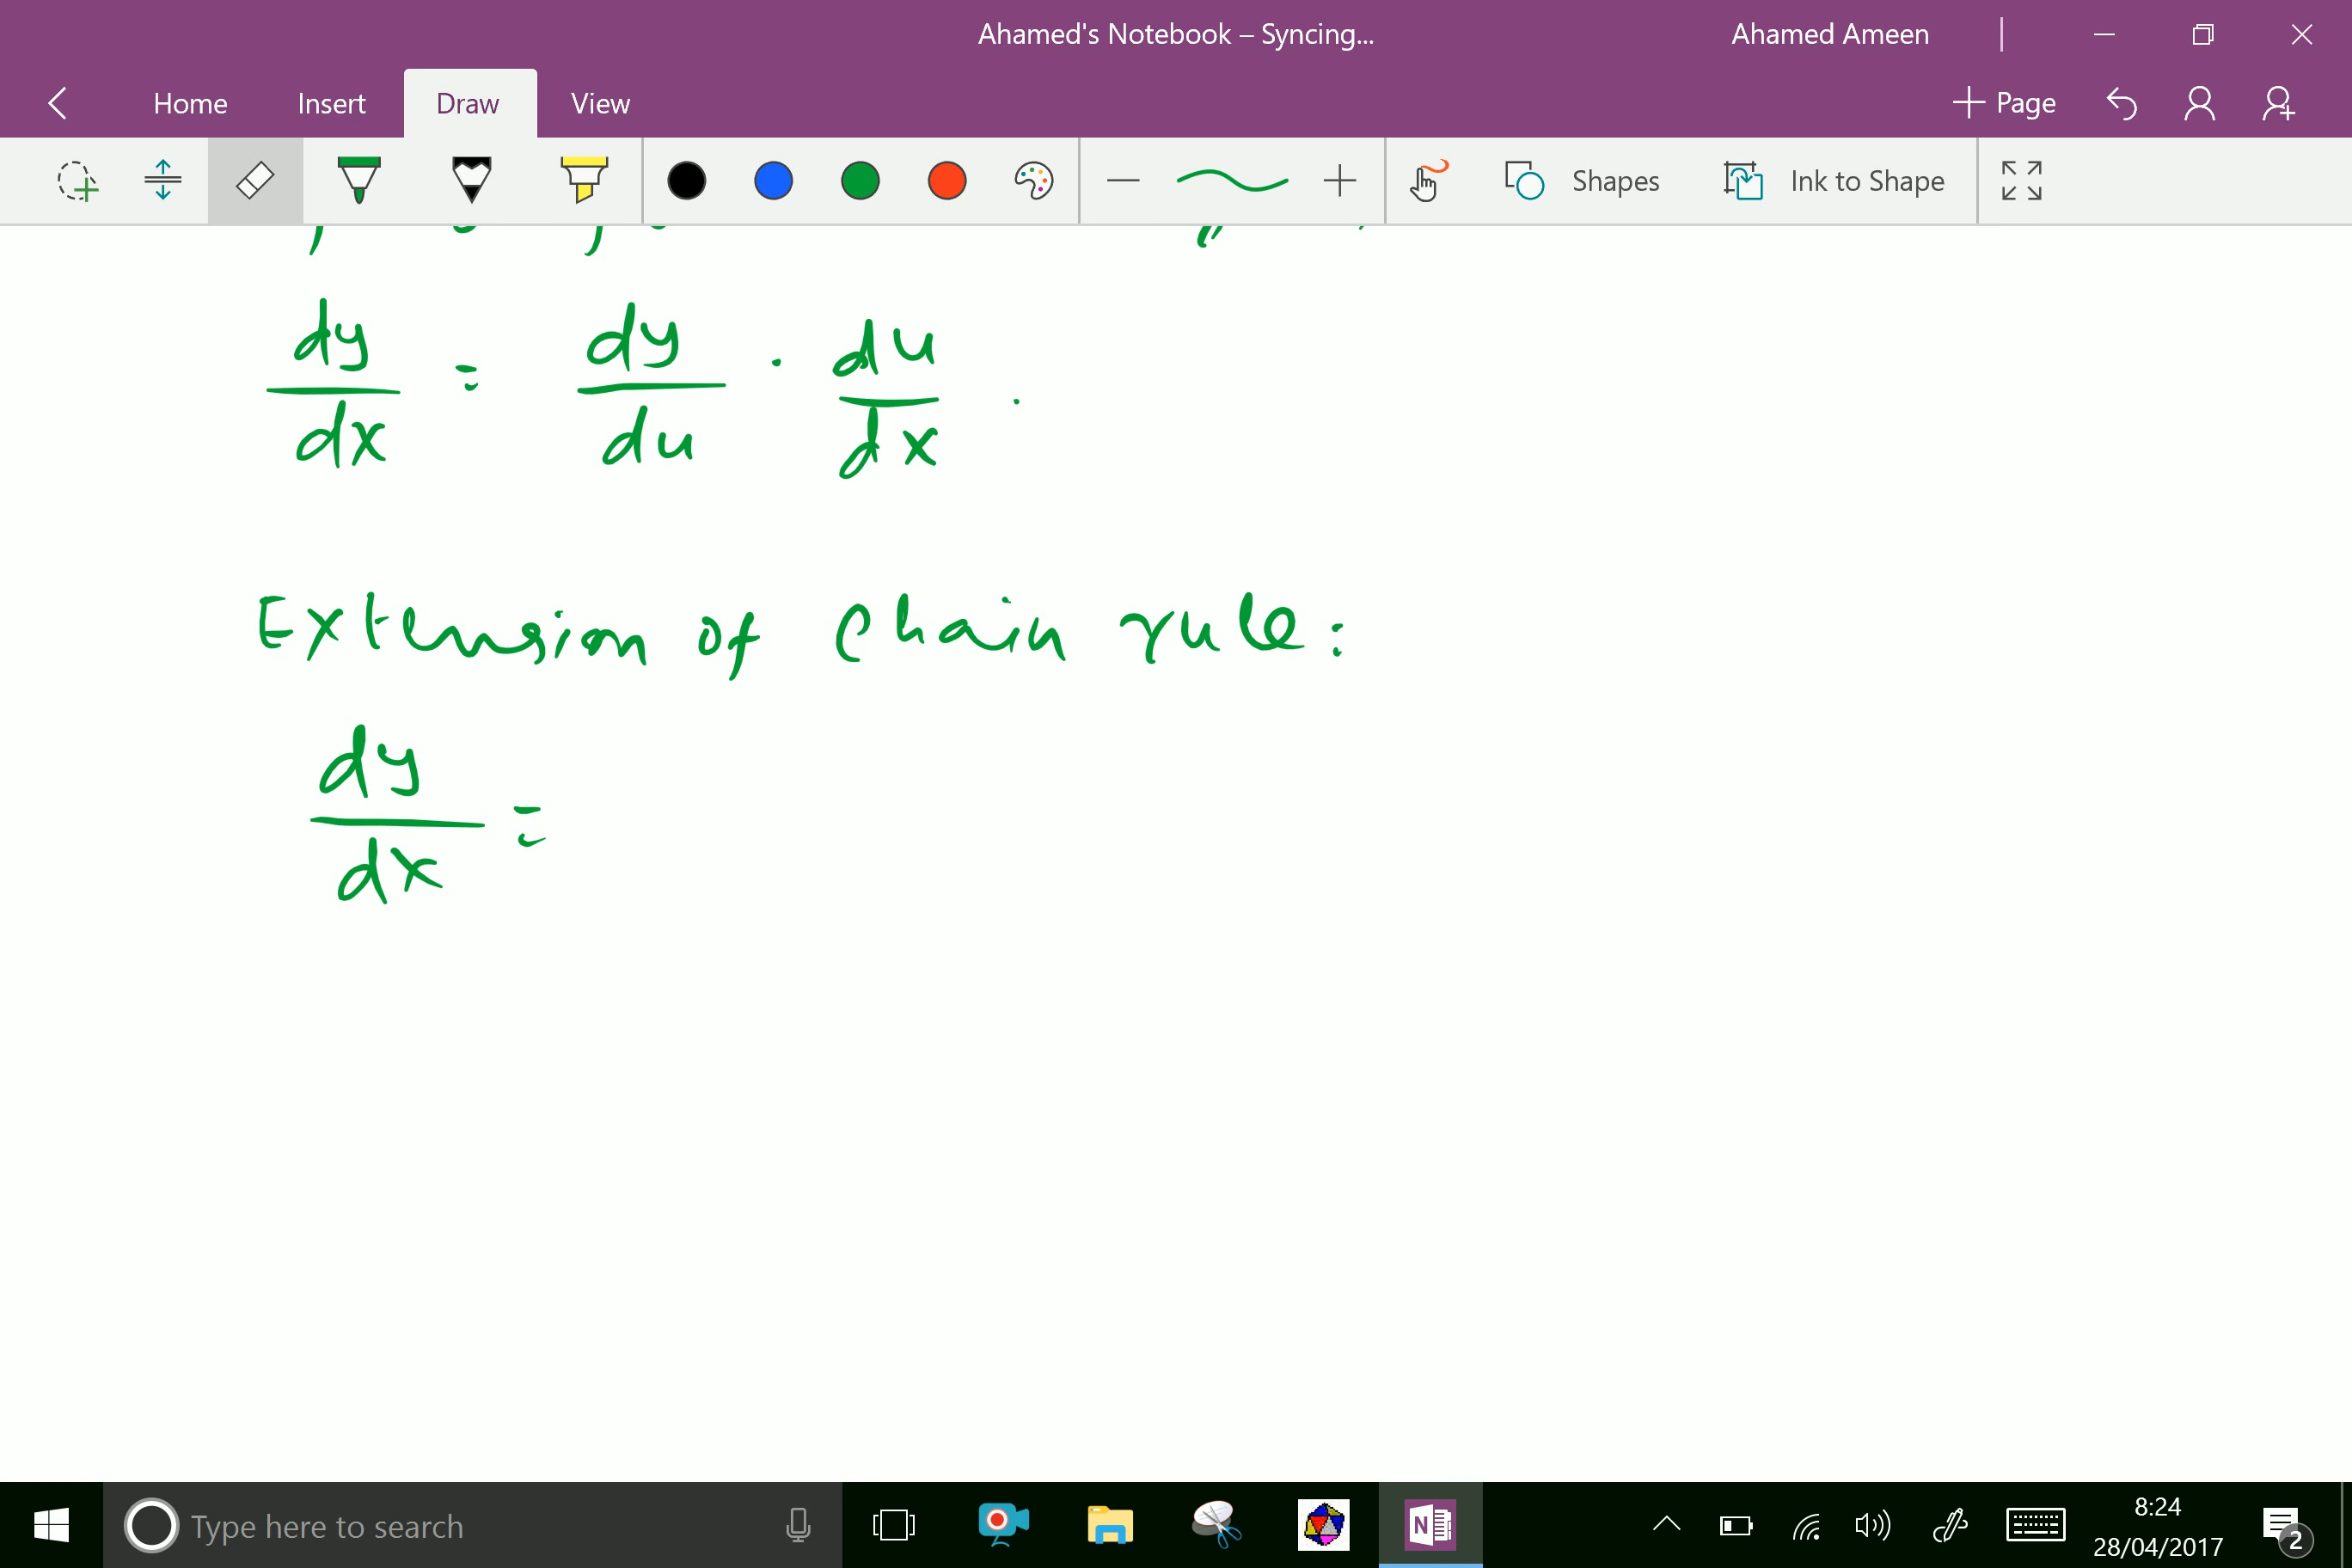 Ahamed's Notebook – Syncing...
Ahamed Ameen
Home Insert Draw View
Page
Shapes
Ink to Shape
dy/dx = dy/du · du/dx .
Extension of Chain rule:
dy/dx =
Type here to search
N
8:24
28/04/2017
2